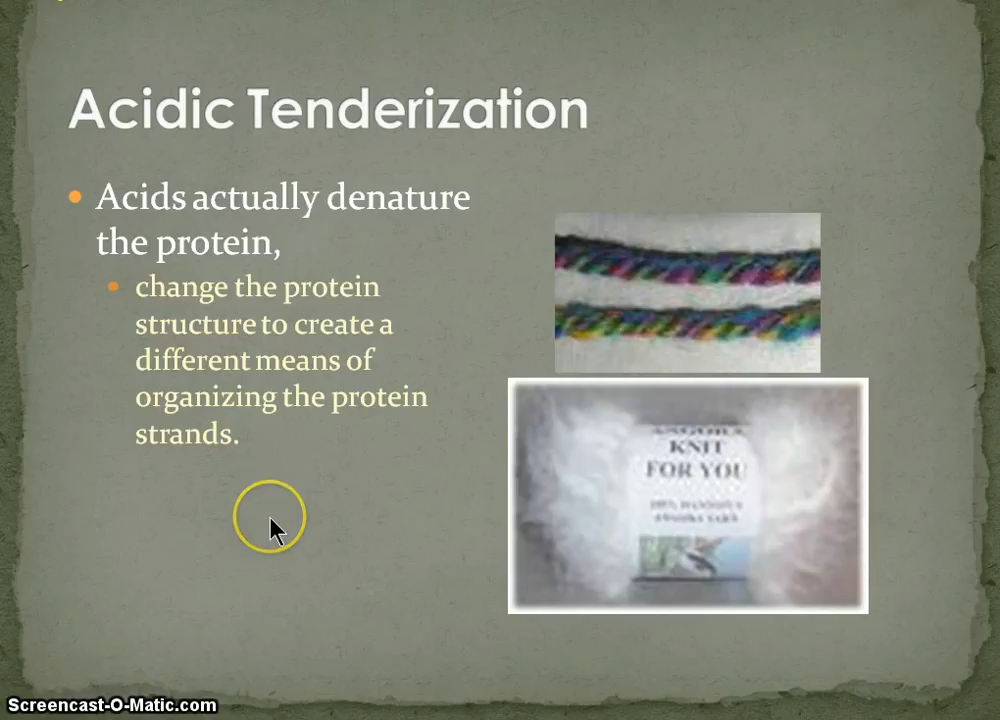 Acidic Tenderization
• Acids actually denature
the protein,
• change the protein
structure to create a
different means of
organizing the protein
strands.
KNIT
FOR YOU
Screencast-O-Matic.com